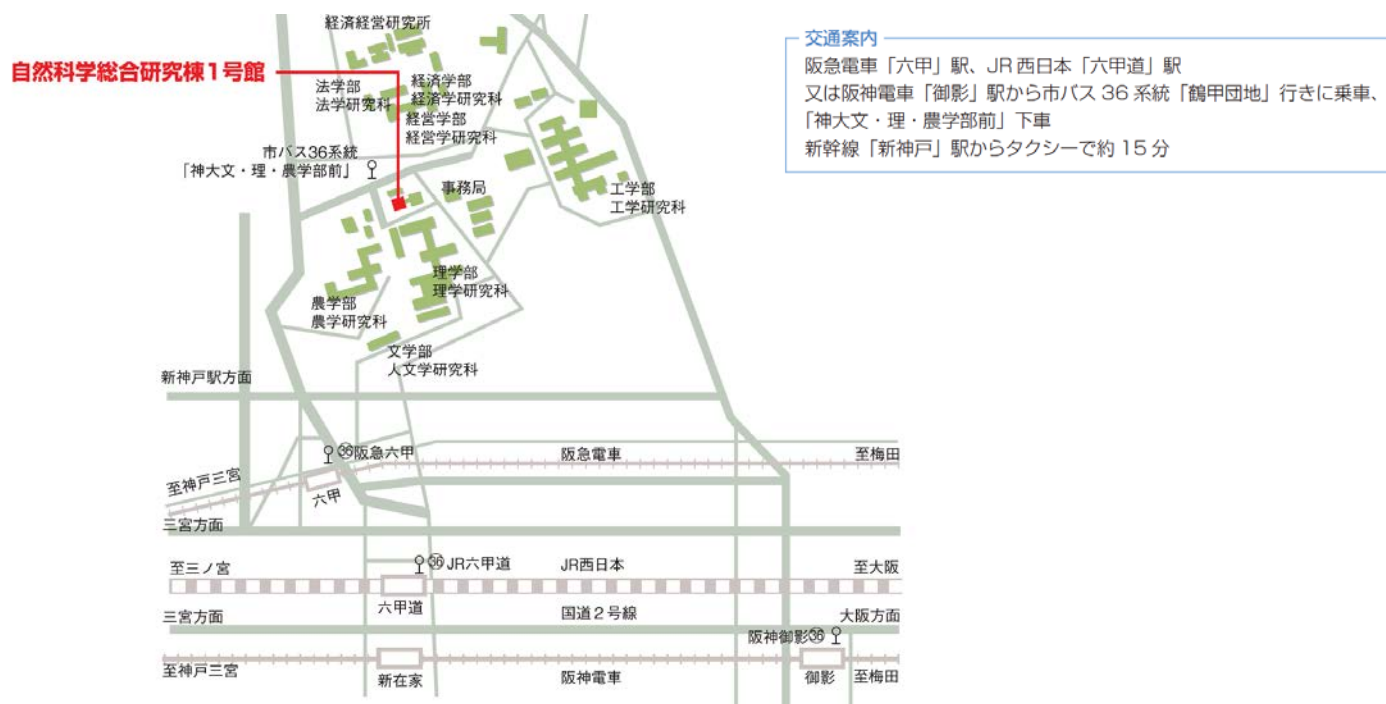 経済経営研究所
自然科学総合研究棟1号館
法学部
法学研究科
経済学部
経済学研究科
経営学部
経営学研究科
市バス36系統
「神大文・理・農学部前」
事務局
工学部
工学研究科
理学部
理学研究科
農学部
農学研究科
文学部
人文学研究科
新神戸駅方面
㊱阪急六甲
阪急電車
至梅田
至神戸三宮
六甲
三宮方面
㊱JR六甲道
JR西日本
至三ノ宮
至大阪
六甲道
三宮方面
国道2号線
大阪方面
阪神御影㊱
至神戸三宮
新在家
阪神電車
御影
至梅田
交通案内
阪急電車「六甲」駅、JR西日本「六甲道」駅
又は阪神電車「御影」駅から市バス 36 系統「鶴甲団地」行きに乗車、
「神大文・理・農学部前」下車
新幹線「新神戸」駅からタクシーで約 15 分